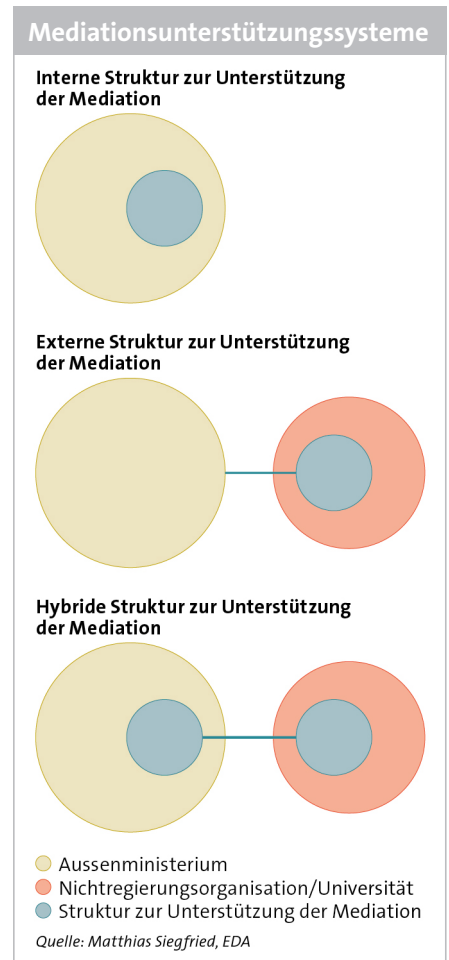 Mediationsunterstützungssysteme
Interne Struktur zur Unterstützung
der Mediation
Externe Struktur zur Unterstützung
der Mediation
Hybride Struktur zur Unterstützung
der Mediation
Aussenministerium
Nichtregierungsorganisation/Universität
Struktur zur Unterstützung der Mediation
Quelle: Matthias Siegfried, EDA